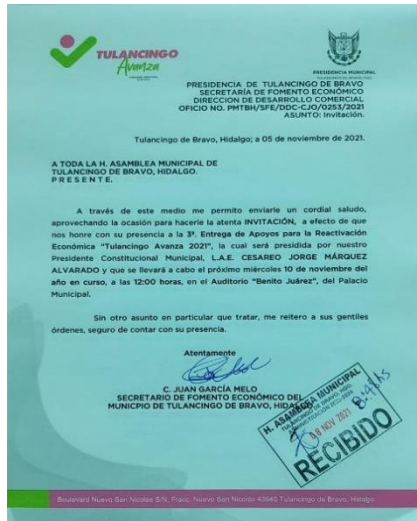 TULANCINGO
Avanza
PRESIDENCIA MUNICIPAL
PRESIDENCIA DE TULANCINGO DE BRAVO
SECRETARÍA DE FOMENTO ECONÓMICO
DIRECCION DE DESARROLLO COMERCIAL
OFICIO NO. PMTBH/SFE/DDC-CJO/0253/2021
ASUNTO: Invitación.
Tulancingo de Bravo, Hidalgo; a 05 de noviembre de 2021.
A TODA LA H. ASAMBLEA MUNICIPAL DE
TULANCINGO DE BRAVO, HIDALGO.
P R E S E N T E.
A través de este medio me permito enviarle un cordial saludo,
aprovechando la ocasión para hacerle la atenta INVITACIÓN, a efecto de que
nos honre con su presencia a la 3ª. Entrega de Apoyos para la Reactivación
Económica “Tulancingo Avanza 2021”, la cual será presidida por nuestro
Presidente Constitucional Municipal, L.A.E. CESAREO JORGE MÁRQUEZ
ALVARADO y que se llevará a cabo el próximo miércoles 10 de noviembre del
año en curso, a las 12:00 horas, en el Auditorio “Benito Juárez”, del Palacio
Municipal.
Sin otro asunto en particular que tratar, me reitero a sus gentiles
órdenes, seguro de contar con su presencia.
Atentamente
C. JUAN GARCÍA MELO
SECRETARIO DE FOMENTO ECONÓMICO DEL
MUNICPIO DE TULANCINGO DE BRAVO, HIDALGO
H. ASAMBLEA MUNICIPAL
TULANCINGO DE BRAVO, HGO.
08 NOV 2021
RECIBIDO
Boulevard Nuevo San Nicolás S/N, Fracc. Nuevo San Nicolás 43640 Tulancingo de Bravo, Hidalgo